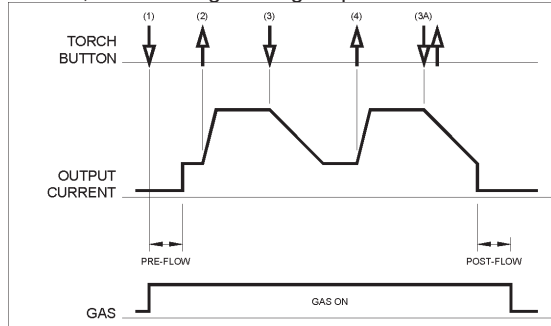 (1) (2) (3) (4) (3A)
TORCH
BUTTON
OUTPUT
CURRENT
PRE-FLOW POST-FLOW
GAS ON
GAS